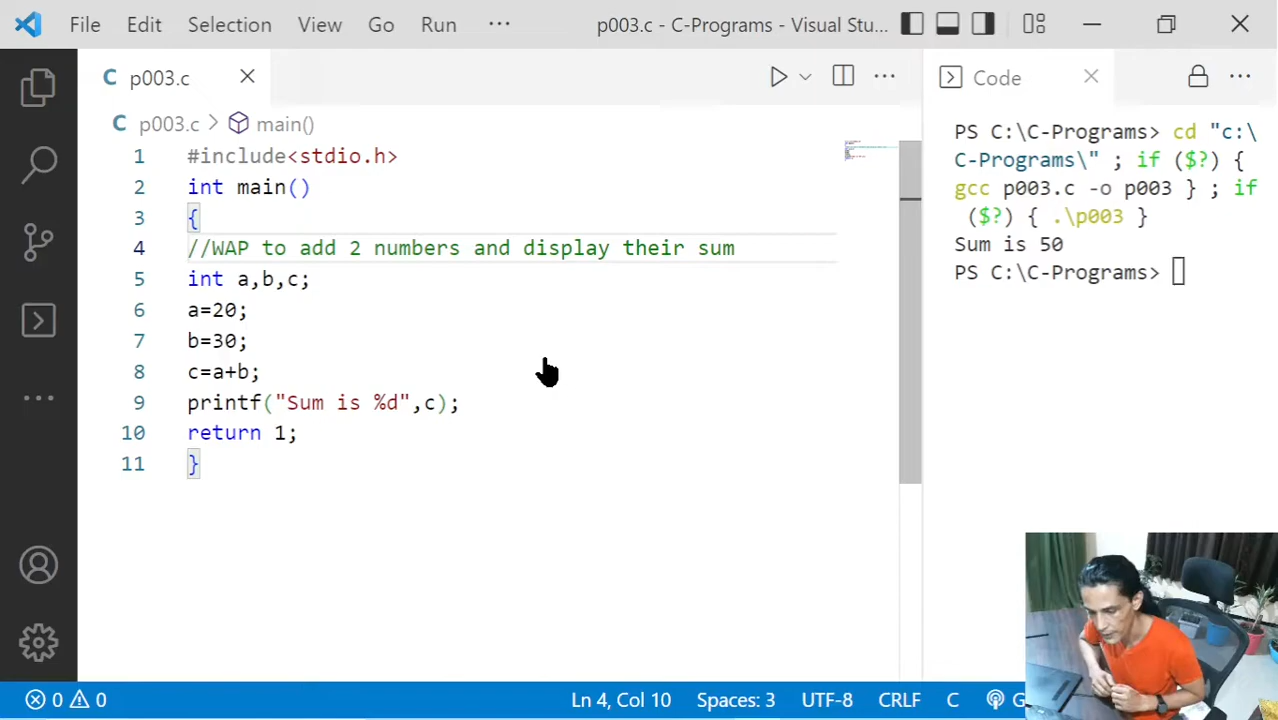 File Edit Selection View Go Run ··· p003.c - C-Programs - Visual Stu...
C p003.c
Code
C p003.c > main()
1 #include<stdio.h>
2 int main()
3 {
4 //WAP to add 2 numbers and display their sum
5 int a,b,c;
6 a=20;
7 b=30;
8 c=a+b;
9 printf("Sum is %d",c);
10 return 1;
11 }
PS C:\C-Programs> cd "c:\
C-Programs\" ; if ($?) {
gcc p003.c -o p003 } ; if
($?) { .\p003 }
Sum is 50
PS C:\C-Programs>
0 0 Ln 4, Col 10 Spaces: 3 UTF-8 CRLF C G